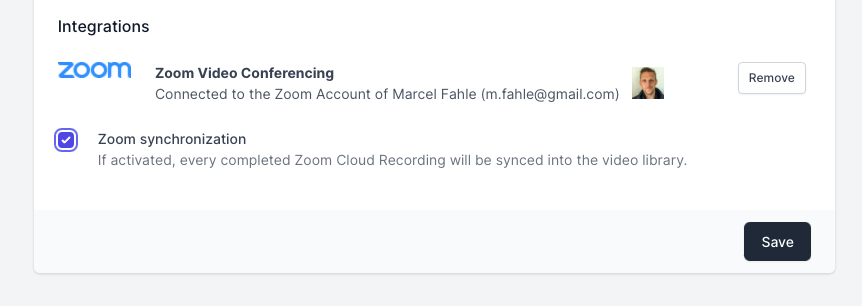 Integrations
zoom
Zoom Video Conferencing
Connected to the Zoom Account of Marcel Fahle (m.fahle@gmail.com)
Remove
Zoom synchronization
If activated, every completed Zoom Cloud Recording will be synced into the video library.
Save